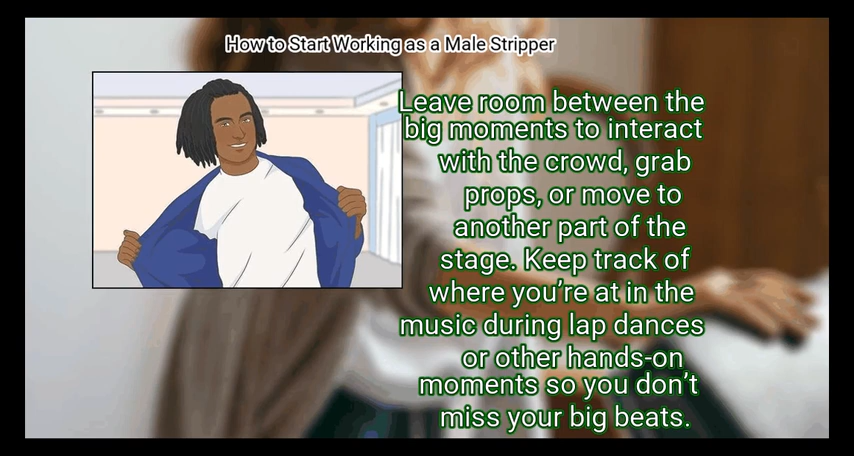 How to Start Working as a Male Stripper
Leave room between the
big moments to interact
with the crowd, grab
props, or move to
another part of the
stage. Keep track of
where you’re at in the
music during lap dances
or other hands-on
moments so you don’t
miss your big beats.